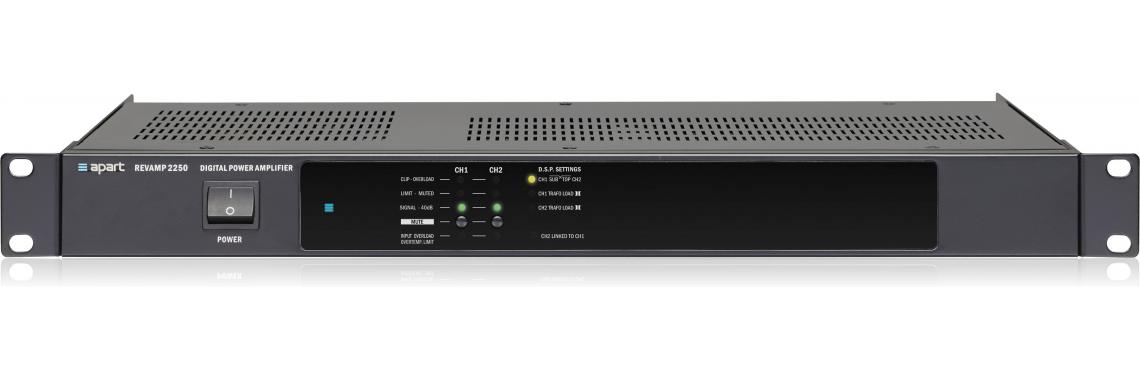 apart REVAMP 2250 DIGITAL POWER AMPLIFIER
I
O
POWER
CH1 CH2
CLIP - OVERLOAD
LIMIT - MUTED
SIGNAL - 40dB
MUTE
INPUT OVERLOAD
OVERTEMP. LIMIT
D.S.P. SETTINGS
CH1 SUB TOP CH2
CH1 TRAFO LOAD
CH2 TRAFO LOAD
CH2 LINKED TO CH1